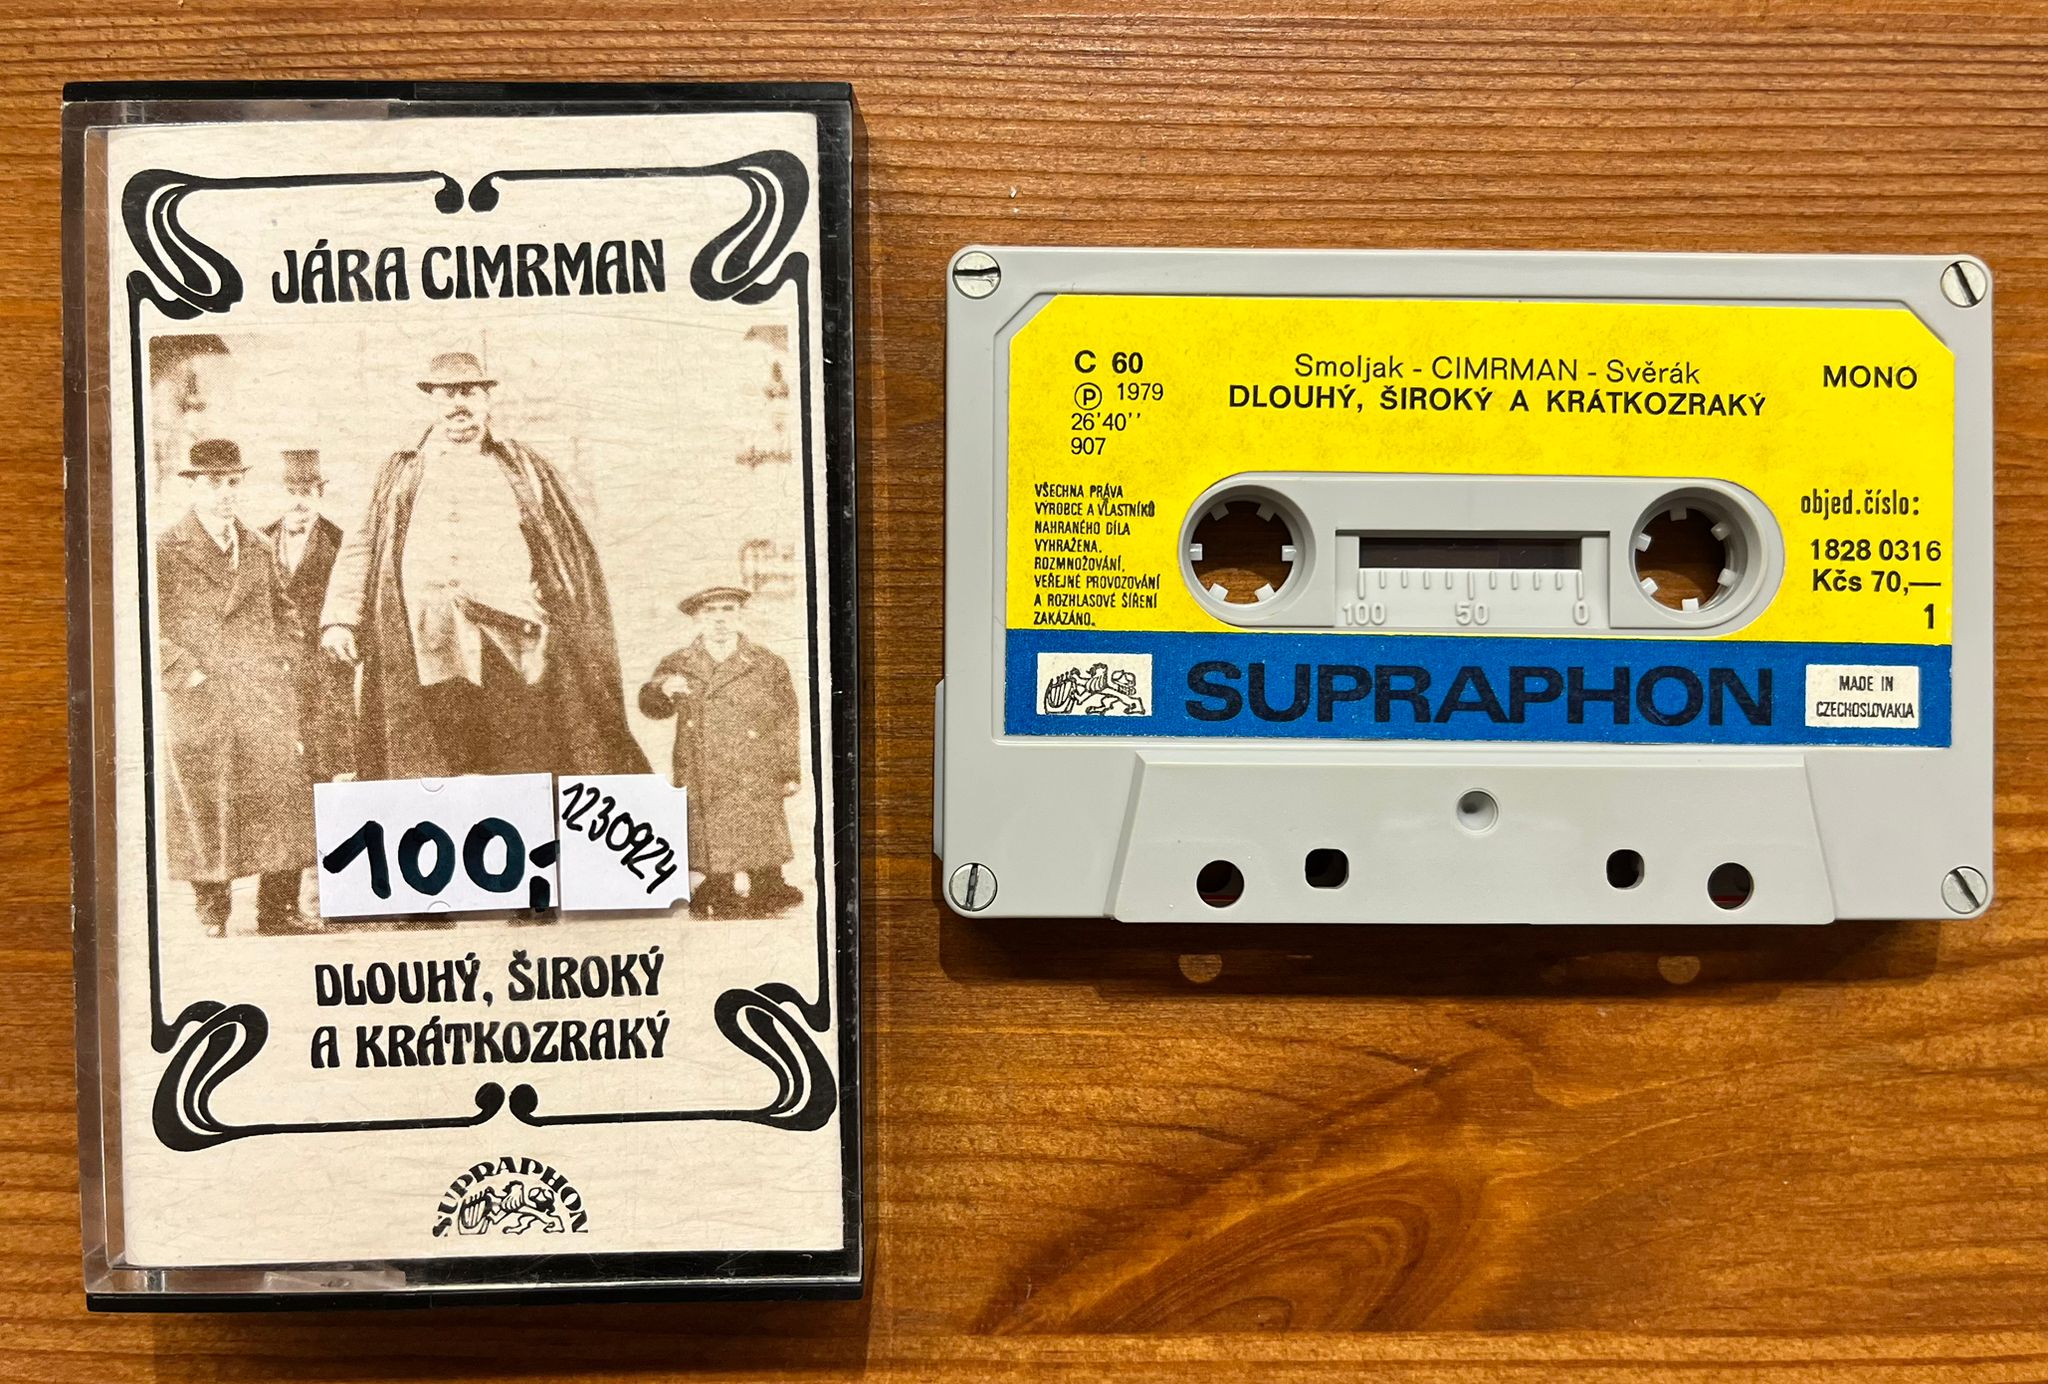 JÁRA CIMRMAN
100,-
1230924
DLOUHÝ, ŠIROKÝ
A KRÁTKOZRAKÝ
SUPRAPHON
C 60
Ⓟ 1979
26'40''
907
Smoljak - CIMRMAN - Svěrák
DLOUHÝ, ŠIROKÝ A KRÁTKOZRAKÝ
MONO
VŠECHNA PRÁVA
VÝROBCE A VLASTNÍKŮ
NAHRANÉHO DÍLA
VYHRAŽENA.
ROZMNOŽOVÁNÍ,
VEŘEJNÉ PROVOZOVÁNÍ
A ROZHLASOVÉ ŠÍŘENÍ
ZAKÁZÁNO.
objed.číslo:
1828 0316
Kčs 70,—
1
100 50 0
SUPRAPHON
MADE IN
CZECHOSLOVAKIA